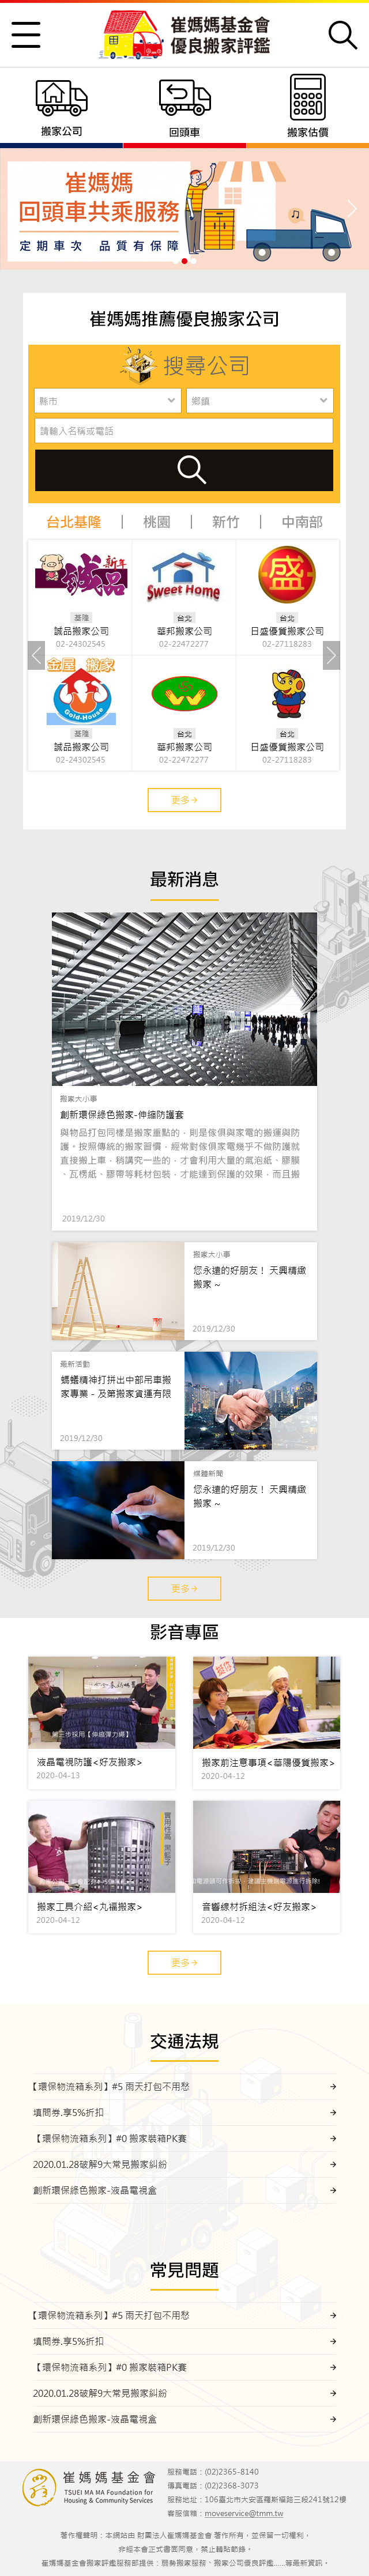 崔媽媽基金會
優良搬家評鑑
搬家公司
回頭車
搬家估價
崔媽媽
回頭車共乘服務
定期車次 品質有保障
崔媽媽推薦優良搬家公司
搜尋公司
縣市
鄉鎮
請輸入名稱或電話
台北基隆 | 桃園 | 新竹 | 中南部
新年
誠品
Sweet Home
盛
基隆
台北
台北
誠品搬家公司
華邦搬家公司
日盛優質搬家公司
02-24302545
02-22472277
02-27118283
金屋 搬家
Gold-House
基隆
台北
台北
誠品搬家公司
華邦搬家公司
日盛優質搬家公司
02-24302545
02-22472277
02-27118283
更多→
最新消息
搬家大小事
創新環保綠色搬家-伸縮防護套
與物品打包同樣是搬家重點的，則是傢俱與家電的搬運與防
護。按照傳統的搬家習慣，經常對傢俱家電幾乎不做防護就
直接搬上車，稍講究一些的，才會利用大量的氣泡紙、膠膜
、瓦楞紙、膠帶等耗材包裝，才能達到保護的效果，而且搬
2019/12/30
搬家大小事
您永遠的好朋友！ 天興精緻
搬家 ~
2019/12/30
最新活動
螞蟻精神打拼出中部吊車搬
家專業 - 及第搬家貨運有限
2019/12/30
媒體新聞
您永遠的好朋友！ 天興精緻
搬家 ~
2019/12/30
更多→
影音專區
液晶電視防護<好友搬家>
2020-04-13
搬家前注意事項<華陽優質搬家>
2020-04-12
搬家工具介紹<九福搬家>
2020-04-12
音響線材拆組法<好友搬家>
2020-04-12
更多→
交通法規
【環保物流箱系列】#5 雨天打包不用愁 →
填問券.享5%折扣 →
【環保物流箱系列】#0 搬家裝箱PK賽 →
2020.01.28破解9大常見搬家糾紛 →
創新環保綠色搬家-液晶電視盒 →
常見問題
【環保物流箱系列】#5 雨天打包不用愁 →
填問券.享5%折扣 →
【環保物流箱系列】#0 搬家裝箱PK賽 →
2020.01.28破解9大常見搬家糾紛 →
創新環保綠色搬家-液晶電視盒 →
崔媽媽基金會
TSUEI MA MA Foundation for
Housing & Community Services
服務電話：(02)2365-8140
傳真電話：(02)2368-3073
服務地址：106臺北市大安區羅斯福路三段241號12樓
客服信箱：moveservice@tmm.tw
著作權聲明：本網站由 財團法人崔媽媽基金會 著作所有，並保留一切權利，
非經本會正式書面同意，禁止轉貼節錄。
崔媽媽基金會搬家評鑑服務部提供：弱勢搬家服務、搬家公司優良評鑑......等最新資訊。